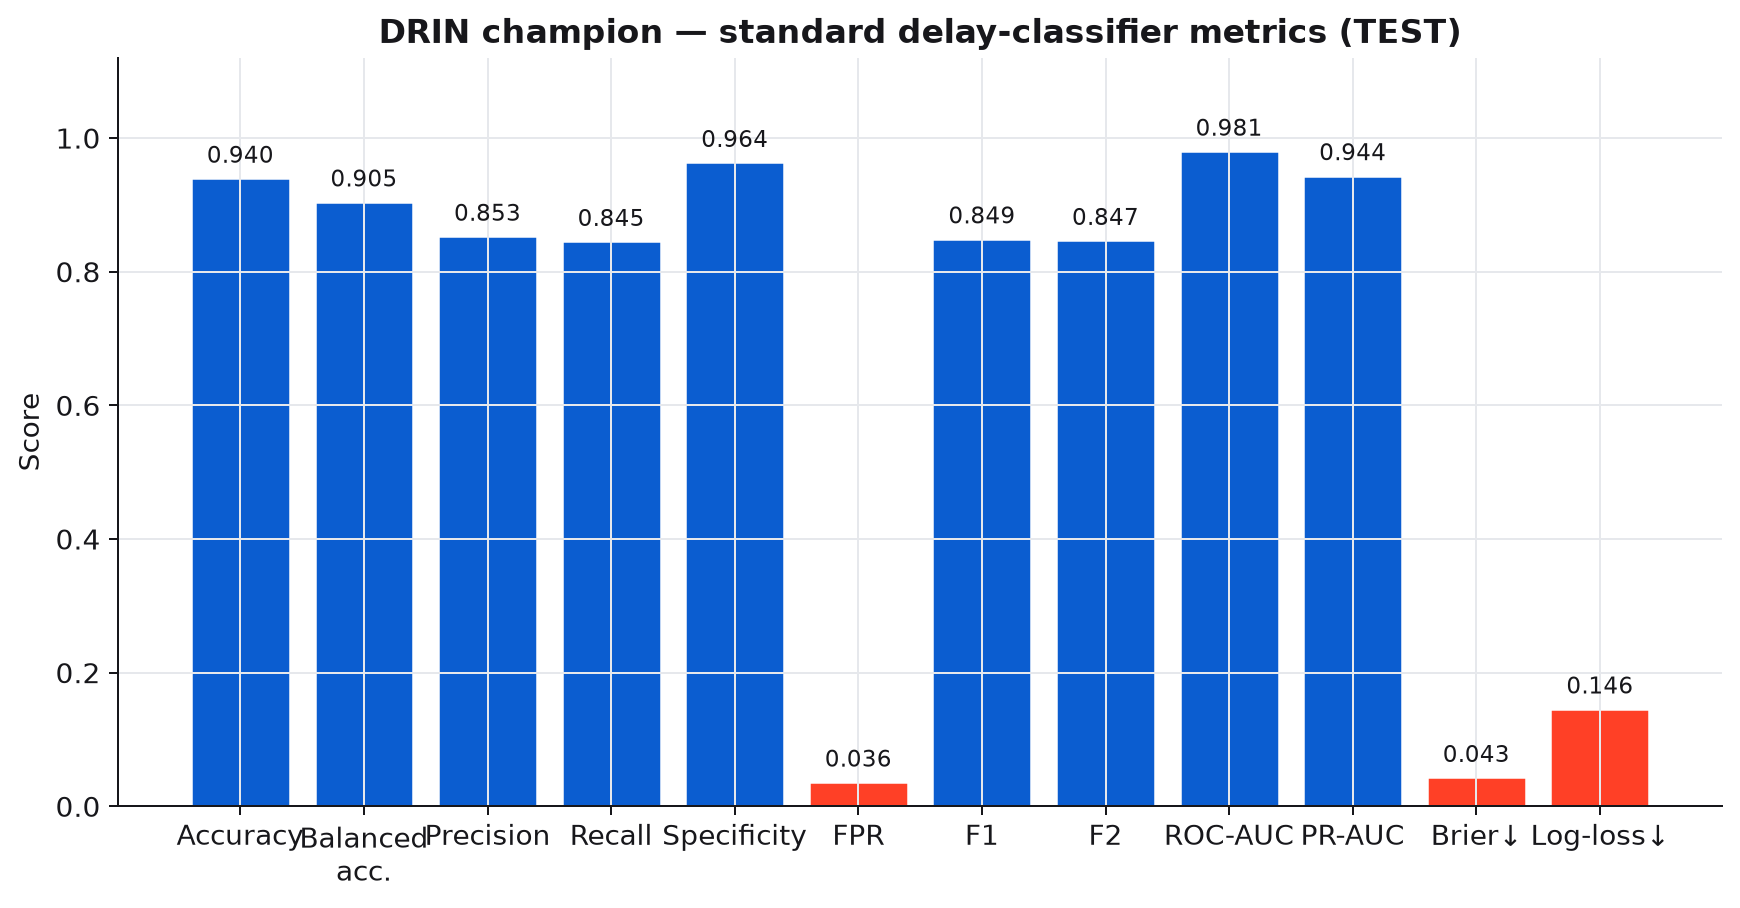 DRIN champion — standard delay-classifier metrics (TEST)
Score
1.0
0.8
0.6
0.4
0.2
0.0
0.940
0.905
0.853
0.845
0.964
0.036
0.849
0.847
0.981
0.944
0.043
0.146
Accuracy
Balanced
acc.
Precision
Recall
Specificity
FPR
F1
F2
ROC-AUC
PR-AUC
Brier↓
Log-loss↓